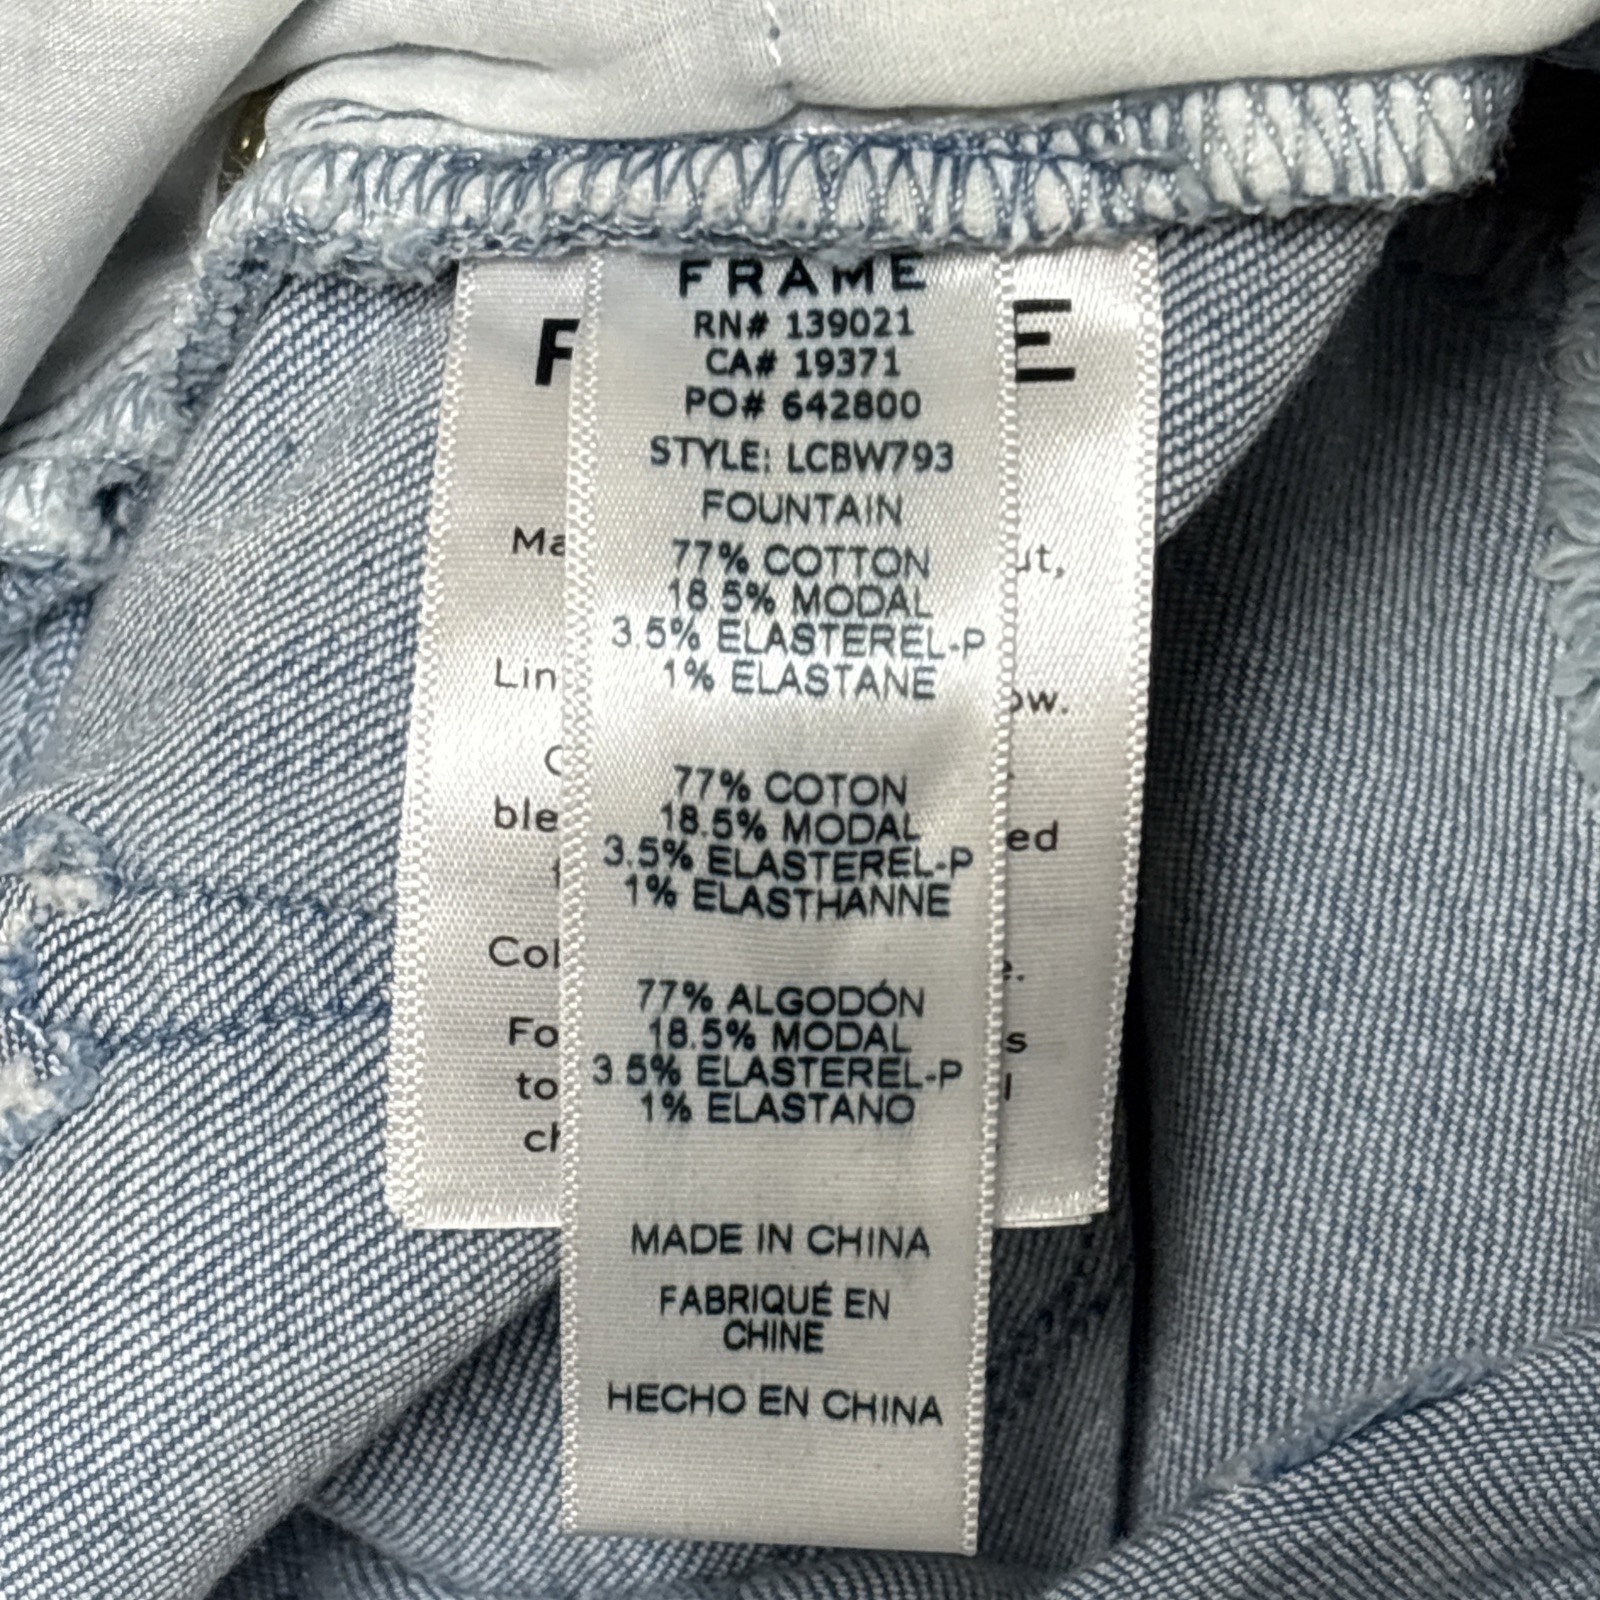 FRAME
RN# 139021
CA# 19371
PO# 642800
STYLE: LCBW793
FOUNTAIN
77% COTTON
18 5% MODAL
3.5% ELASTEREL-P
1% ELASTANE
77% COTON
18.5% MODAL
3.5% ELASTEREL-P
1% ELASTHANNE
77% ALGODÓN
18.5% MODAL
3.5% ELASTEREL-P
1% ELASTANO
MADE IN CHINA
FABRIQUÉ EN
CHINE
HECHO EN CHINA